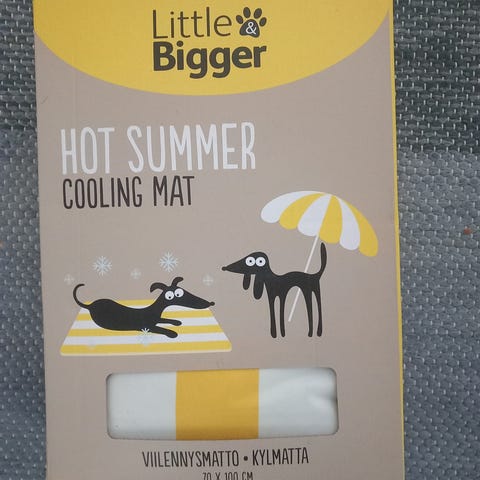 Little &
Bigger
HOT SUMMER
COOLING MAT
VIILENNYSMATTO • KYLMATTA
70 X 100 CM